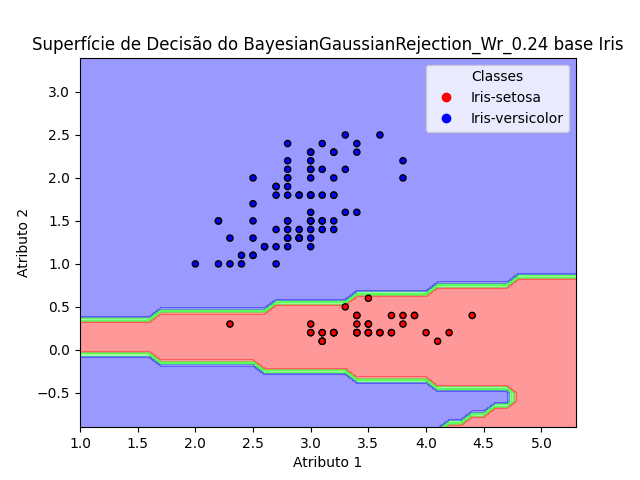 Superfície de Decisão do BayesianGaussianRejection_Wr_0.24 base Iris
Classes
Iris-setosa
Iris-versicolor
Atributo 2
3.0
2.5
2.0
1.5
1.0
0.5
0.0
−0.5
1.0 1.5 2.0 2.5 3.0 3.5 4.0 4.5 5.0
Atributo 1